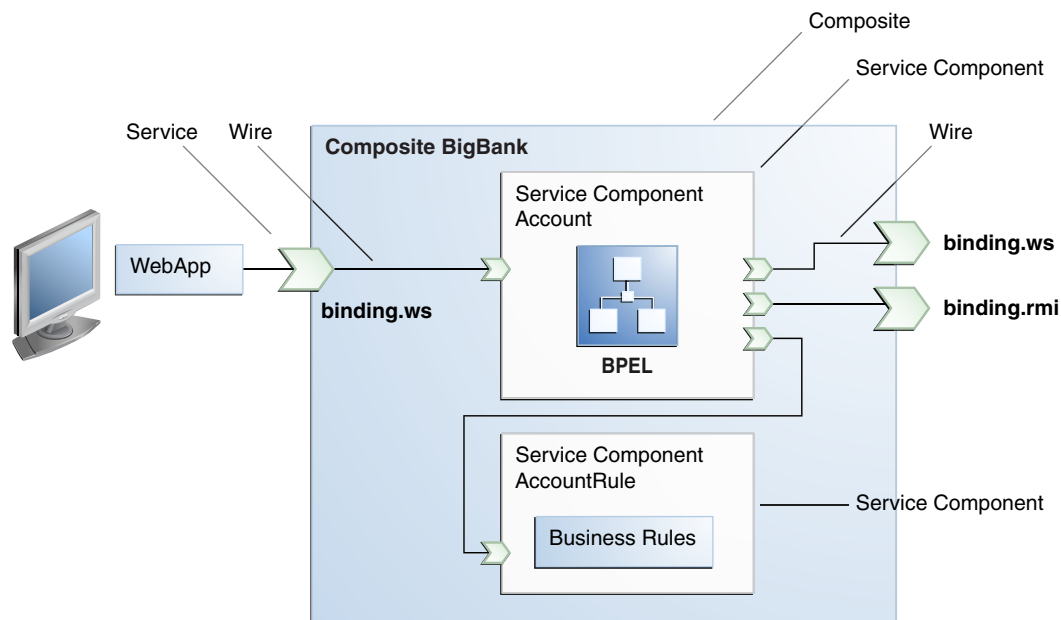 Composite
Service Component
Service
Wire
Wire
Composite BigBank
Service Component
Account
WebApp
binding.ws
binding.ws
binding.rmi
BPEL
Service Component
AccountRule
Service Component
Business Rules